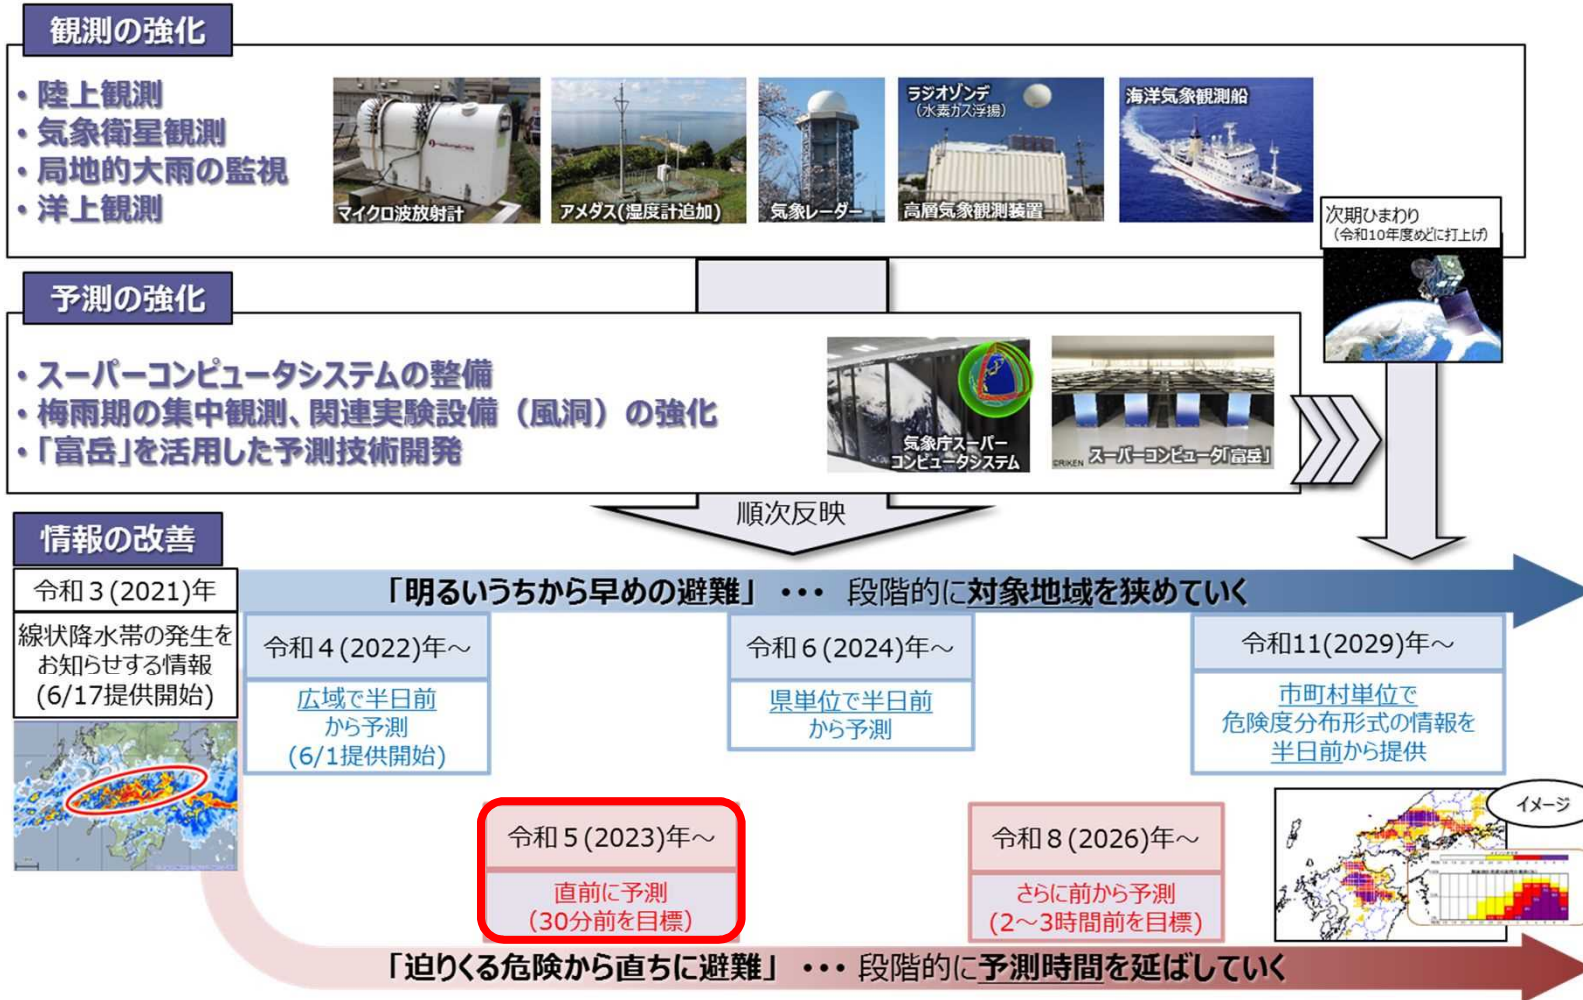 観測の強化
・陸上観測
・気象衛星観測
・局地的大雨の監視
・洋上観測
マイクロ波放射計
アメダス(湿度計追加)
気象レーダー
ラジオゾンデ
(水素ガス浮揚)
高層気象観測装置
海洋気象観測船
次期ひまわり
(令和10年度めどに打上げ)
予測の強化
・スーパーコンピュータシステムの整備
・梅雨期の集中観測、関連実験設備（風洞）の強化
・「富岳」を活用した予測技術開発
気象庁スーパー
コンピュータシステム
©RIKEN
スーパーコンピュータ「富岳」
順次反映
情報の改善
令和３(2021)年
線状降水帯の発生を
お知らせする情報
(6/17提供開始)
「明るいうちから早めの避難」 ・・・ 段階的に対象地域を狭めていく
令和４(2022)年～
広域で半日前
から予測
(6/1提供開始)
令和６(2024)年～
県単位で半日前
から予測
令和11(2029)年～
市町村単位で
危険度分布形式の情報を
半日前から提供
令和５(2023)年～
直前に予測
(30分前を目標)
令和８(2026)年～
さらに前から予測
(2～3時間前を目標)
イメージ
「迫りくる危険から直ちに避難」 ・・・ 段階的に予測時間を延ばしていく